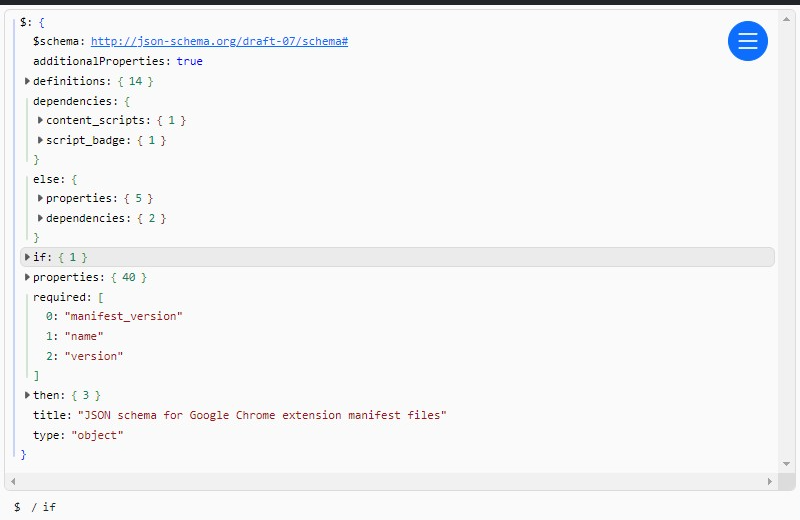 $: {
$schema: http://json-schema.org/draft-07/schema#
additionalProperties: true
definitions: { 14 }
dependencies: {
content_scripts: { 1 }
script_badge: { 1 }
}
else: {
properties: { 5 }
dependencies: { 2 }
}
if: { 1 }
properties: { 40 }
required: [
0: "manifest_version"
1: "name"
2: "version"
]
then: { 3 }
title: "JSON schema for Google Chrome extension manifest files"
type: "object"
}
$ / if